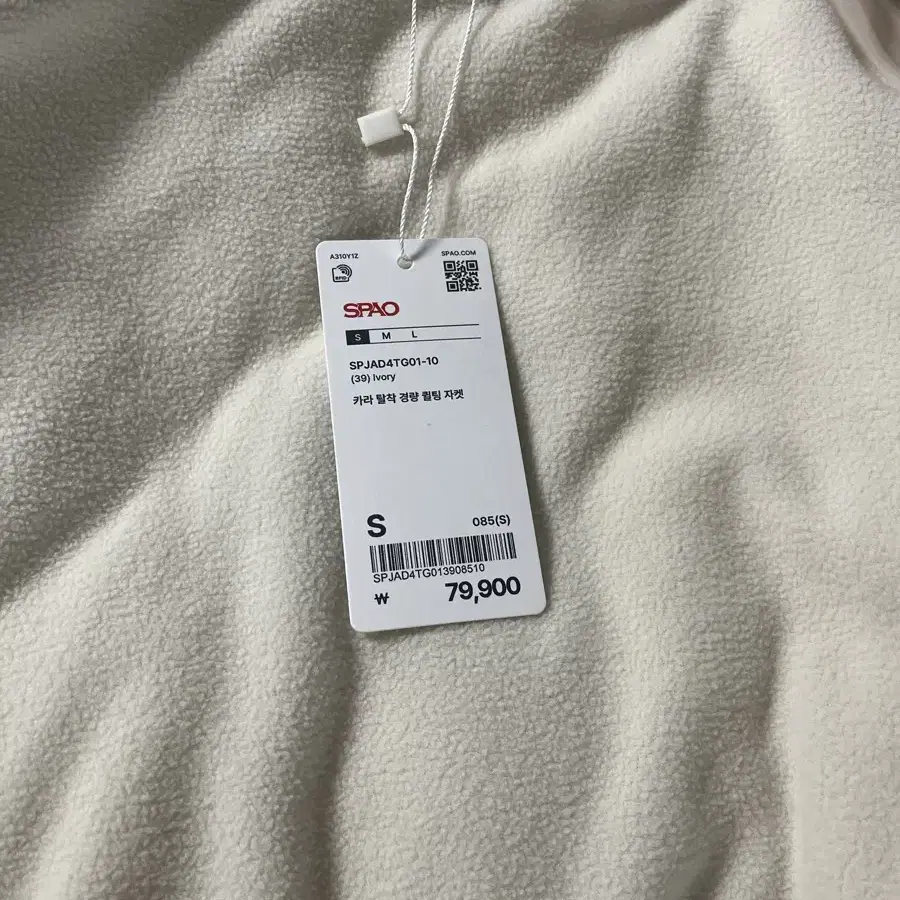 A310Y1Z
SPAO.COM
RFID
SPAO
S M L
SPJAD4TG01-10
(39) Ivory
카라 탈착 경량 퀼팅 자켓
S
085(S)
SPJAD4TG013908510
₩ 79,900